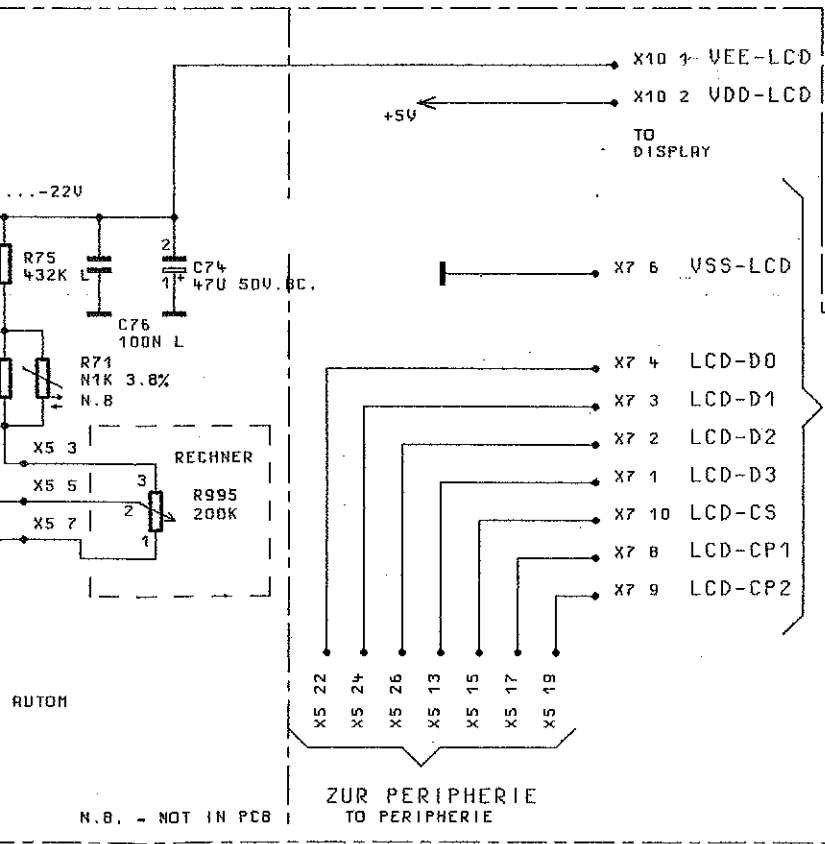 X10 1 VEE-LCD
X10 2 VDD-LCD
+5V
TO
DISPLAY
...-22V
R75
432K L
2
1
+
C74
47U 50V.BC.
C76
100N L
X7 6 VSS-LCD
R71
N1K 3.8%
N.B
X7 4 LCD-D0
X7 3 LCD-D1
X7 2 LCD-D2
X7 1 LCD-D3
X7 10 LCD-CS
X7 8 LCD-CP1
X7 9 LCD-CP2
X5 3
X5 5
X5 7
RECHNER
3
2
1
R995
200K
X5 22
X5 24
X5 26
X5 13
X5 15
X5 17
X5 19
AUTOM
ZUR PERIPHERIE
TO PERIPHERIE
N.B. - NOT IN PCB